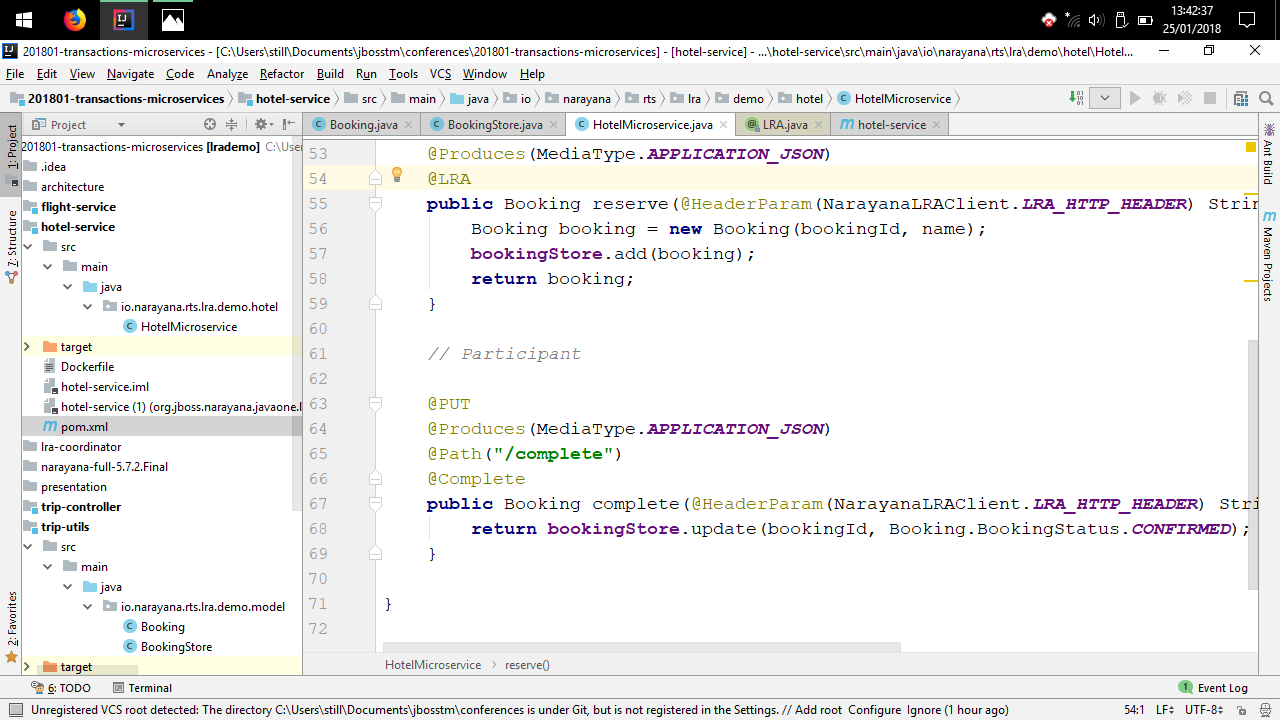 13:42:37
25/01/2018
201801-transactions-microservices - [C:\Users\still\Documents\jbosstm\conferences\201801-transactions-microservices] - [hotel-service] - ...\hotel-service\src\main\java\io\narayana\rts\lra\demo\hotel\Hotel...
File Edit View Navigate Code Analyze Refactor Build Run Tools VCS Window Help
201801-transactions-microservices hotel-service src main java io narayana rts lra demo hotel HotelMicroservice
Project Booking.java BookingStore.java HotelMicroservice.java LRA.java hotel-service
1: Project
7: Structure
2: Favorites
201801-transactions-microservices [lrademo] C:\User
.idea
architecture
flight-service
hotel-service
src
main
java
io.narayana.rts.lra.demo.hotel
HotelMicroservice
target
Dockerfile
hotel-service.iml
hotel-service (1) (org.jboss.narayana.javaone.l
pom.xml
lra-coordinator
narayana-full-5.7.2.Final
presentation
trip-controller
trip-utils
src
main
java
io.narayana.rts.lra.demo.model
Booking
BookingStore
target
53 @Produces(MediaType.APPLICATION_JSON)
54 @LRA
55 public Booking reserve(@HeaderParam(NarayanaLRAClient.LRA_HTTP_HEADER) Strin
56 Booking booking = new Booking(bookingId, name);
57 bookingStore.add(booking);
58 return booking;
59 }
60
61 // Participant
62
63 @PUT
64 @Produces(MediaType.APPLICATION_JSON)
65 @Path("/complete")
66 @Complete
67 public Booking complete(@HeaderParam(NarayanaLRAClient.LRA_HTTP_HEADER) Stri
68 return bookingStore.update(bookingId, Booking.BookingStatus.CONFIRMED);
69 }
70
71 }
72
HotelMicroservice reserve()
Ant Build
Maven Projects
6: TODO Terminal 1 Event Log
Unregistered VCS root detected: The directory C:\Users\still\Documents\jbosstm\conferences is under Git, but is not registered in the Settings. // Add root Configure Ignore (1 hour ago) 54:1 LF UTF-8